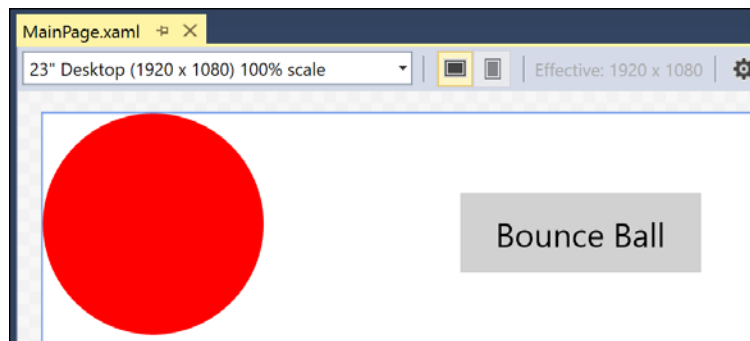 MainPage.xaml
23" Desktop (1920 x 1080) 100% scale
Effective: 1920 x 1080
Bounce Ball